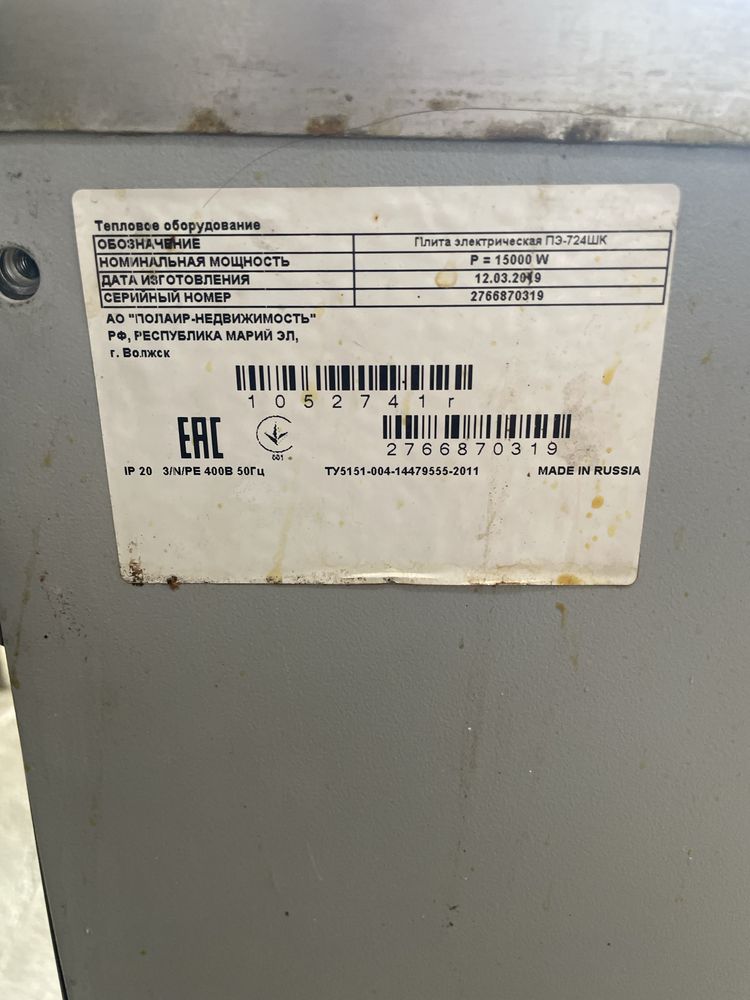 Тепловое оборудование
ОБОЗНАЧЕНИЕ Плита электрическая ПЭ-724ШК
НОМИНАЛЬНАЯ МОЩНОСТЬ P = 15000 W
ДАТА ИЗГОТОВЛЕНИЯ 12.03.2019
СЕРИЙНЫЙ НОМЕР 2766870319
АО "ПОЛАИР-НЕДВИЖИМОСТЬ"
РФ, РЕСПУБЛИКА МАРИЙ ЭЛ,
г. Волжск
1052741г
EAC
001
2766870319
IP 20 3/N/PE 400В 50Гц ТУ5151-004-14479555-2011 MADE IN RUSSIA